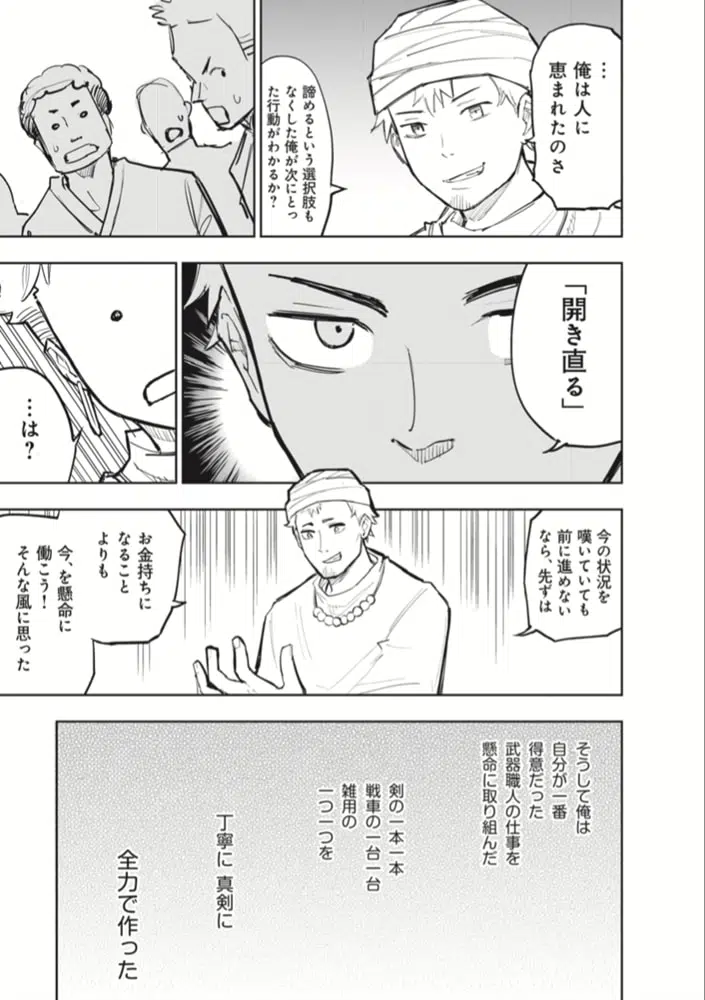 …
俺は人に
恵まれたのさ
諦めるという選択肢も
なくした俺が次にとっ
た行動がわかるか？
「開き直る」
…は？
今の状況を
嘆いていても
前に進めない
なら、先ずは
お金持ちに
なること
よりも
今、を懸命に
働こう！
そんな風に思った
そうして俺は
自分が一番
得意だった
武器職人の仕事を
懸命に取り組んだ
剣の一本一本
戦車の一台一台
雑用の
一つ一つを
丁寧に 真剣に
全力で作った